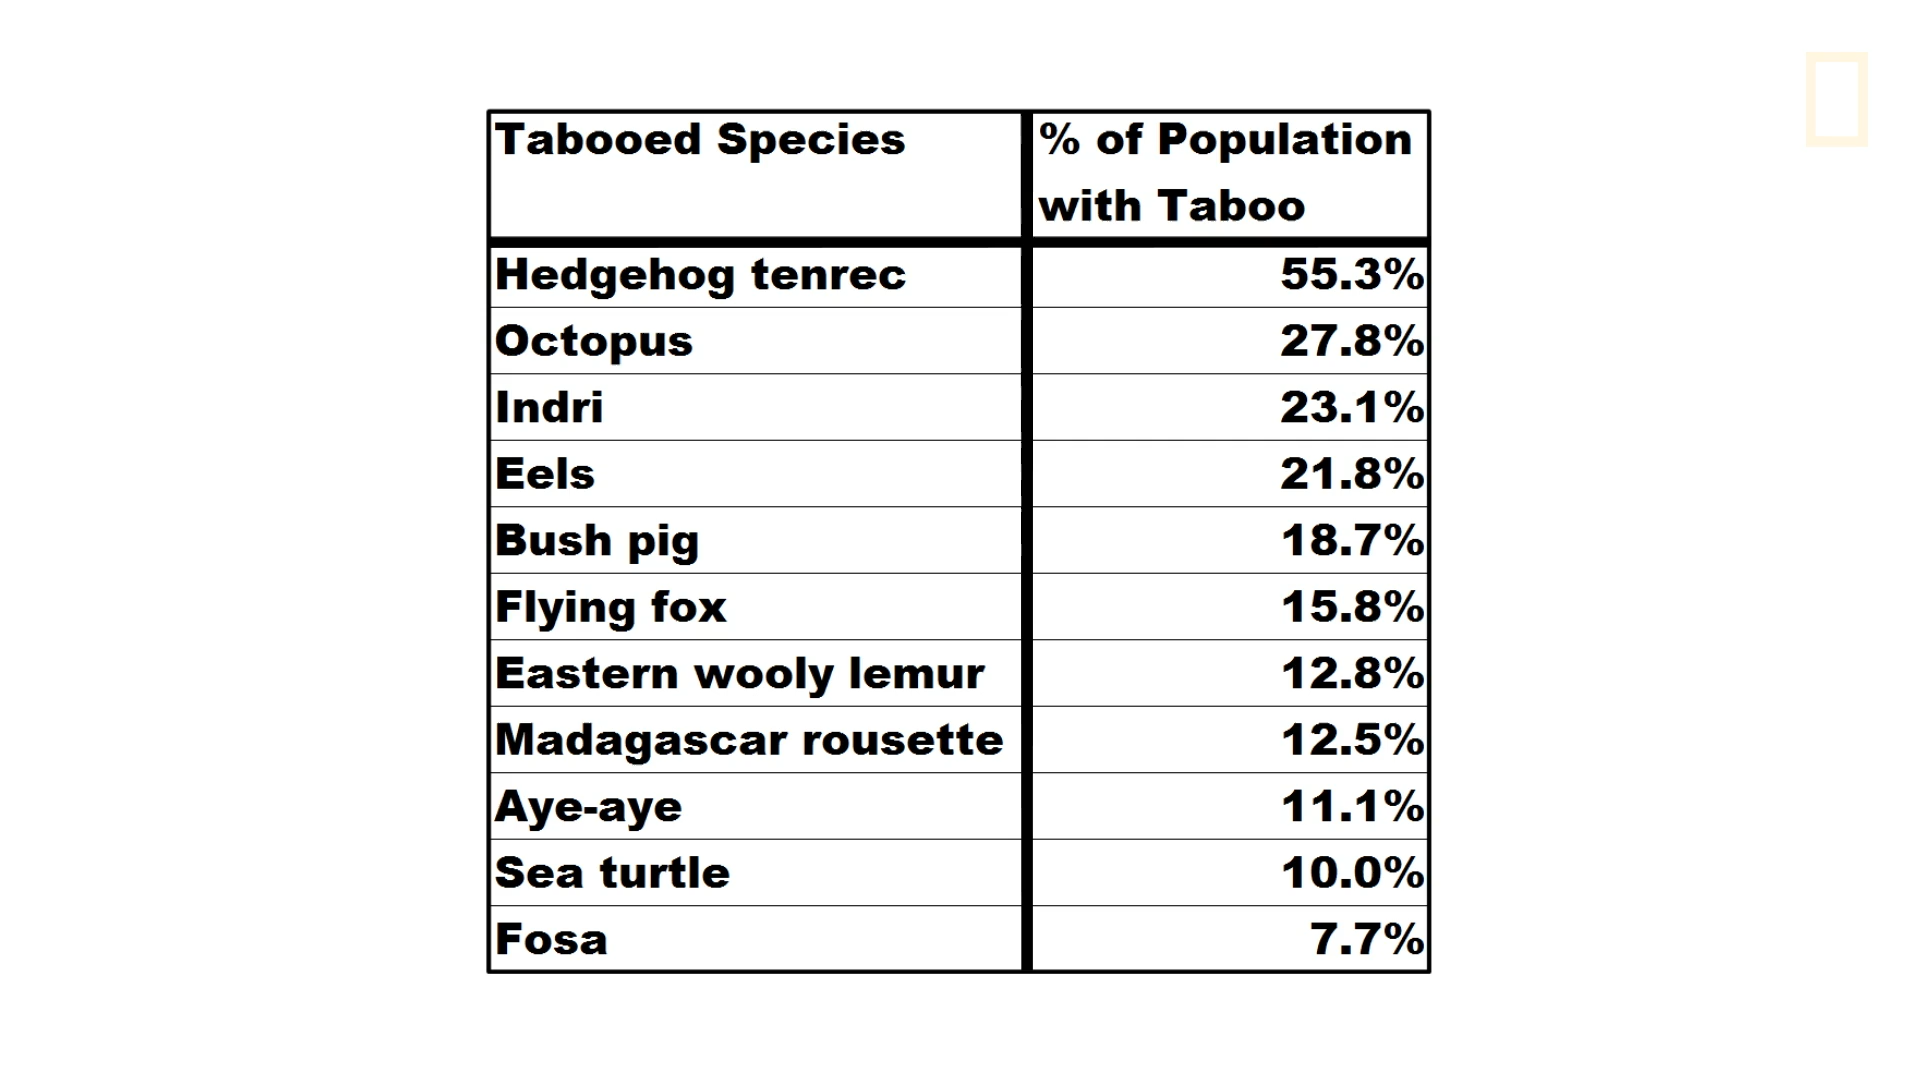 Tabooed Species % of Population
with Taboo
Hedgehog tenrec 55.3%
Octopus 27.8%
Indri 23.1%
Eels 21.8%
Bush pig 18.7%
Flying fox 15.8%
Eastern wooly lemur 12.8%
Madagascar rousette 12.5%
Aye-aye 11.1%
Sea turtle 10.0%
Fosa 7.7%